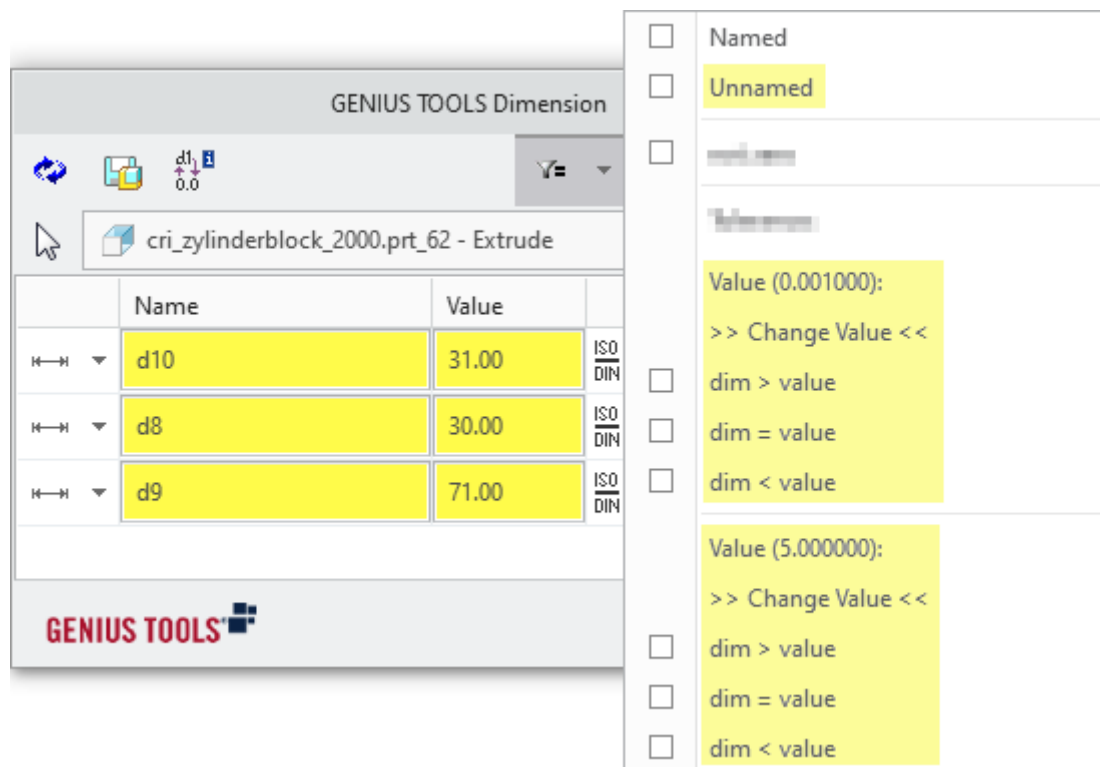 GENIUS TOOLS Dimension
d1
0.0
cri_zylinderblock_2000.prt_62 - Extrude
Name Value
d10 31.00 ISO DIN
d8 30.00 ISO DIN
d9 71.00 ISO DIN
GENIUS TOOLS
Named
Unnamed
Value (0.001000):
>> Change Value <<
dim > value
dim = value
dim < value
Value (5.000000):
>> Change Value <<
dim > value
dim = value
dim < value